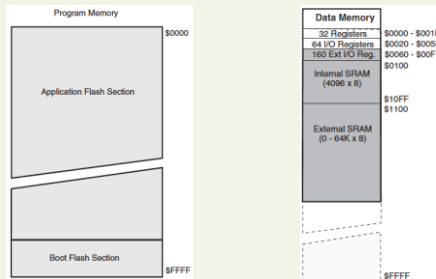 Program Memory
$0000
Application Flash Section
Boot Flash Section
$FFFF
Data Memory
32 Registers
$0000 - $001
64 I/O Registers
$0020 - $005
160 Ext I/O Reg.
$0060 - $00F
$0100
Internal SRAM
(4096 x 8)
$10FF
$1100
External SRAM
(0 - 64K x 8)
$FFFF